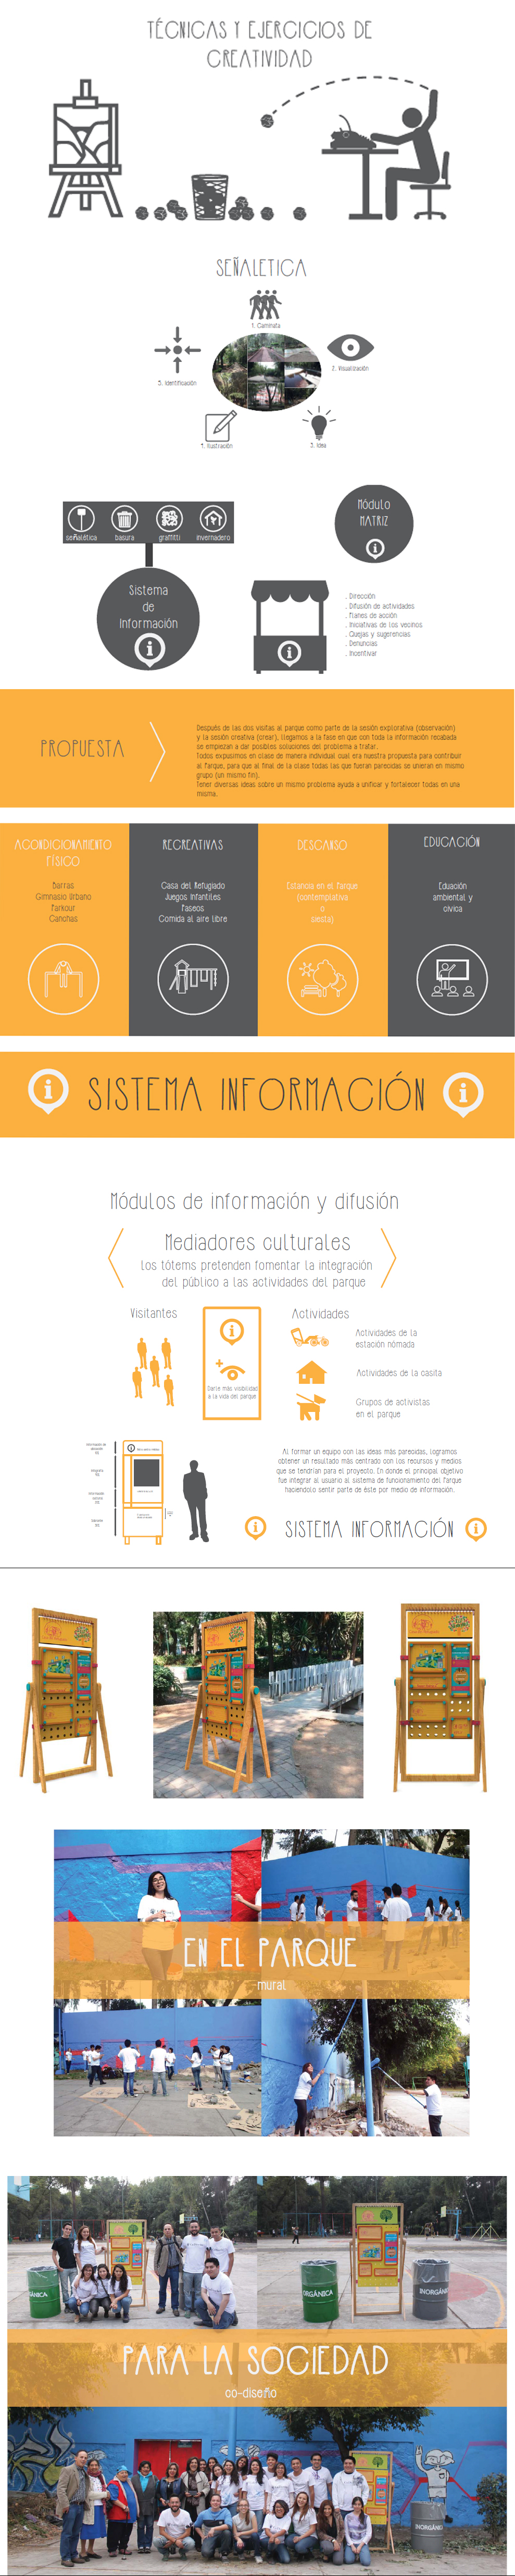 TÉCNICAS Y EJERCICIOS DE
CREATIVIDAD
SEÑALETICA
1. Caminata
2. Visualización
3. Idea
4. Ilustración
5. Identificación
señalética
basura
graffitti
invernadero
Sistema
de
Información
Módulo
MATRIZ
. Dirección
. Difusión de actividades
. Planes de acción
. Iniciativas de los vecinos
. Quejas y sugerencias
. Denuncias
. Incentivar
PROPUESTA
Después de las dos visitas al parque como parte de la sesión explorativa (observación)
y la sesión creativa (crear), llegamos a la fase en que con toda la información recabada
se empiezan a dar posibles soluciones del problema a tratar.
Todos expusimos en clase de manera individual cual era nuestra propuesta para contribuir
al Parque, para que al final de la clase todas las que fueran parecidas se unieran en mismo
grupo (un mismo fin).
Tener diversas ideas sobre un mismo problema ayuda a unificar y fortalecer todas en una
misma.
ACONDICIONAMIENTO
FÍSICO
Barras
Gimnasio Urbano
Parkour
Canchas
RECREATIVAS
Casa del Refugiado
Juegos Infantiles
Paseos
Comida al aire libre
DESCANSO
Estancia en el Parque
(contemplativa
o
siesta)
EDUCACIÓN
Eduación
ambiental y
cívica
SISTEMA INFORMACIÓN
Módulos de información y difusión
Mediadores culturales
Los tótems pretenden fomentar la integración
del público a las actividades del parque
Visitantes
Darle más visibilidad
a la vida del parque
Actividades
Actividades de la
estación nómada
Actividades de la casita
Grupos de activistas
en el parque
Al formar un equipo con las ideas más parecidas, logramos
obtener un resultado más centrado con los recursos y medios
que se tendrían para el proyecto. En donde el principal objetivo
fue integrar al usuario al sistema de funcionamiento del Parque
haciendolo sentir parte de éste por medio de información.
SISTEMA INFORMACIÓN
EN EL PARQUE
mural
ORGÁNICA
INORGÁN
PARA LA SOCIEDAD
co-diseño
INORGÁNIC